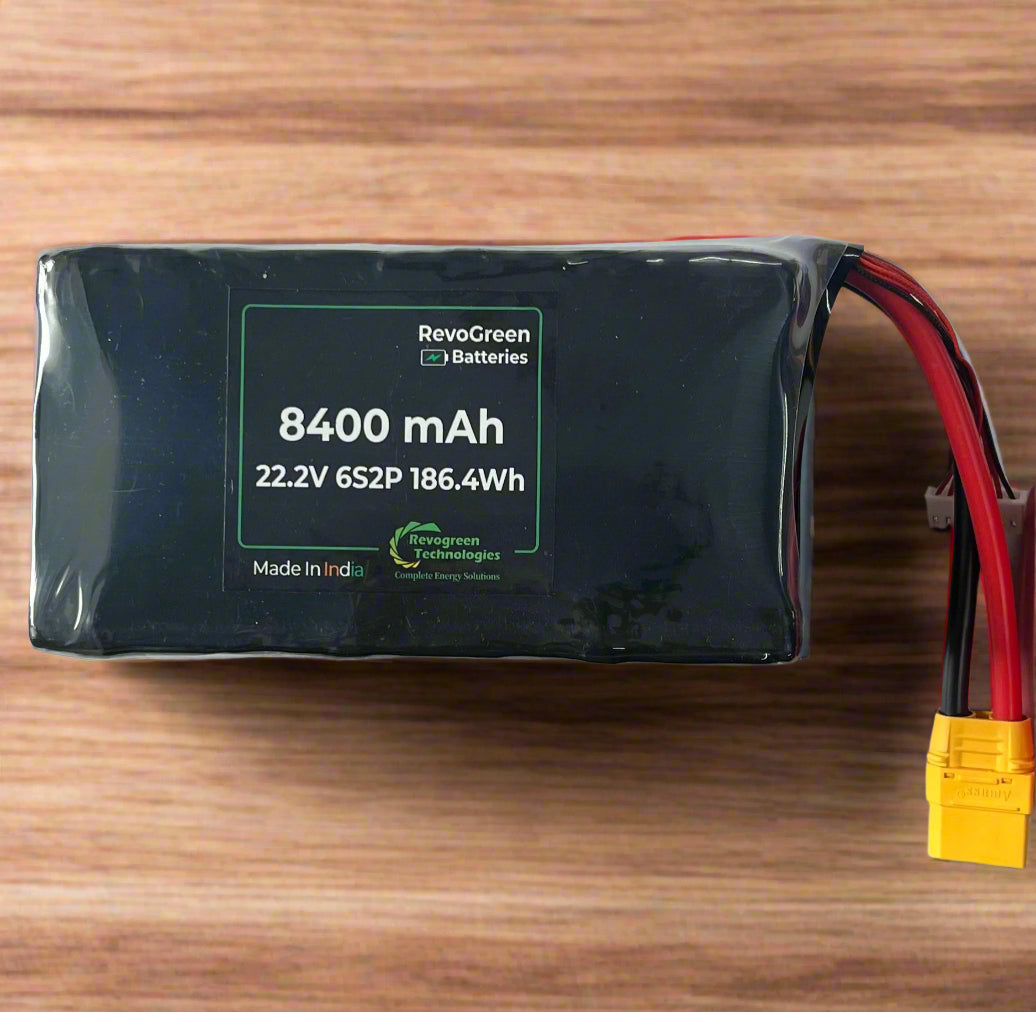 RevoGreen
Batteries
8400 mAh
22.2V 6S2P 186.4Wh
Revogreen
Technologies
Complete Energy Solutions
Made In India